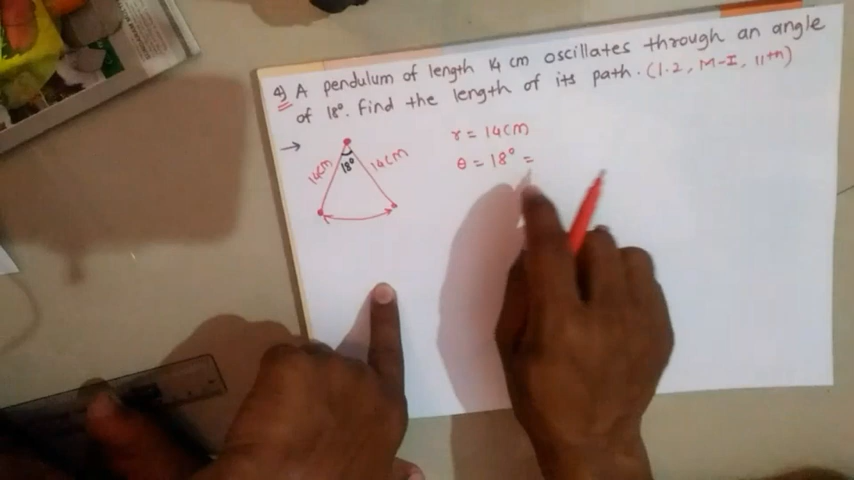 4) A pendulum of length 14 cm oscillates through an angle
of 18°. Find the length of its path. (1.2, M-I, 11th)
→
14cm
18°
14cm
r = 14cm
θ = 18° =